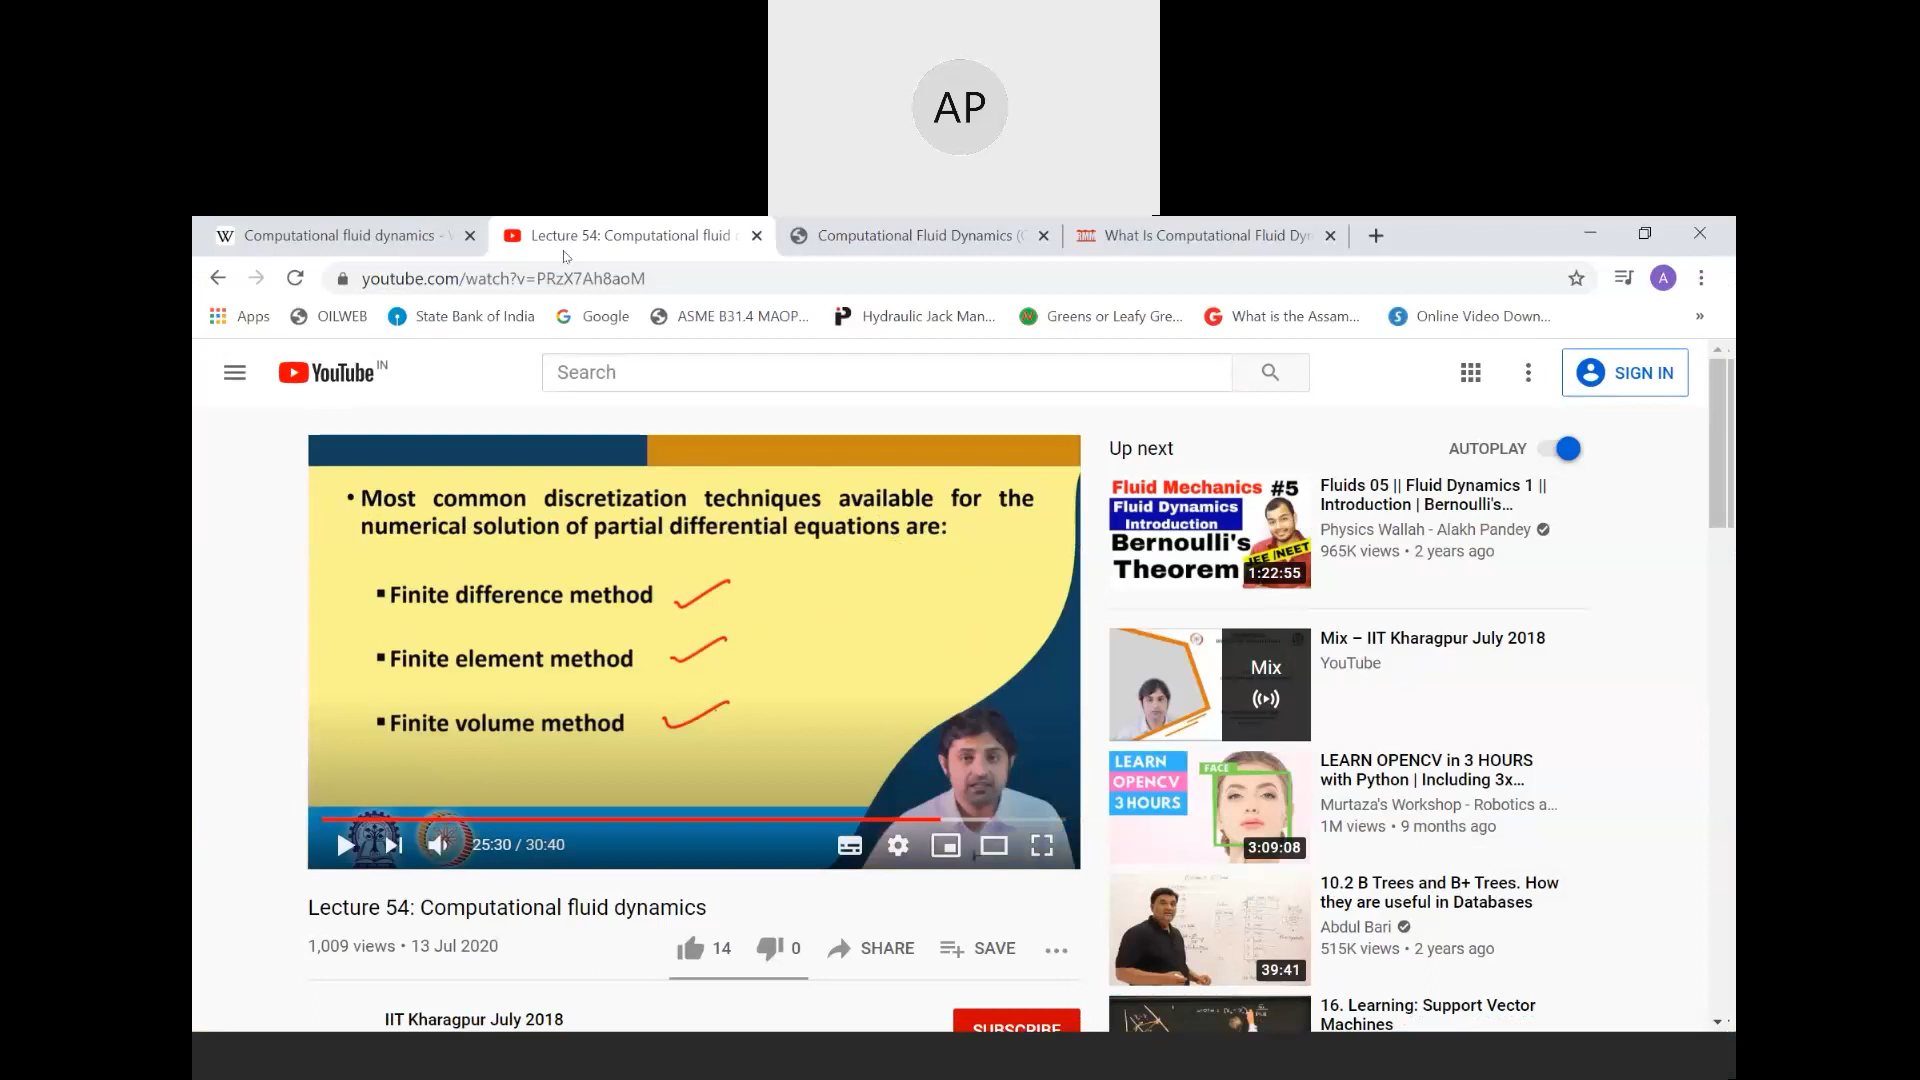 AP
Computational fluid dynamics -
Lecture 54: Computational fluid
Computational Fluid Dynamics (
What Is Computational Fluid Dyn
youtube.com/watch?v=PRzX7Ah8aoM
A
Apps
OILWEB
State Bank of India
Google
ASME B31.4 MAOP...
Hydraulic Jack Man...
Greens or Leafy Gre...
What is the Assam...
Online Video Down...
»
YouTube IN
Search
SIGN IN
• Most common discretization techniques available for the
numerical solution of partial differential equations are:
▪ Finite difference method
▪ Finite element method
▪ Finite volume method
25:30 / 30:40
Lecture 54: Computational fluid dynamics
1,009 views • 13 Jul 2020
14
0
SHARE
SAVE
IIT Kharagpur July 2018
SUBSCRIBE
Up next
AUTOPLAY
Fluid Mechanics #5
Fluid Dynamics
Introduction
Bernoulli's
JEE /NEET
Theorem
1:22:55
Fluids 05 || Fluid Dynamics 1 ||
Introduction | Bernoulli's...
Physics Wallah - Alakh Pandey
965K views • 2 years ago
Mix
Mix – IIT Kharagpur July 2018
YouTube
LEARN
OPENCV
3 HOURS
FACE
3:09:08
LEARN OPENCV in 3 HOURS
with Python | Including 3x...
Murtaza's Workshop - Robotics a...
1M views • 9 months ago
39:41
10.2 B Trees and B+ Trees. How
they are useful in Databases
Abdul Bari
515K views • 2 years ago
16. Learning: Support Vector
Machines